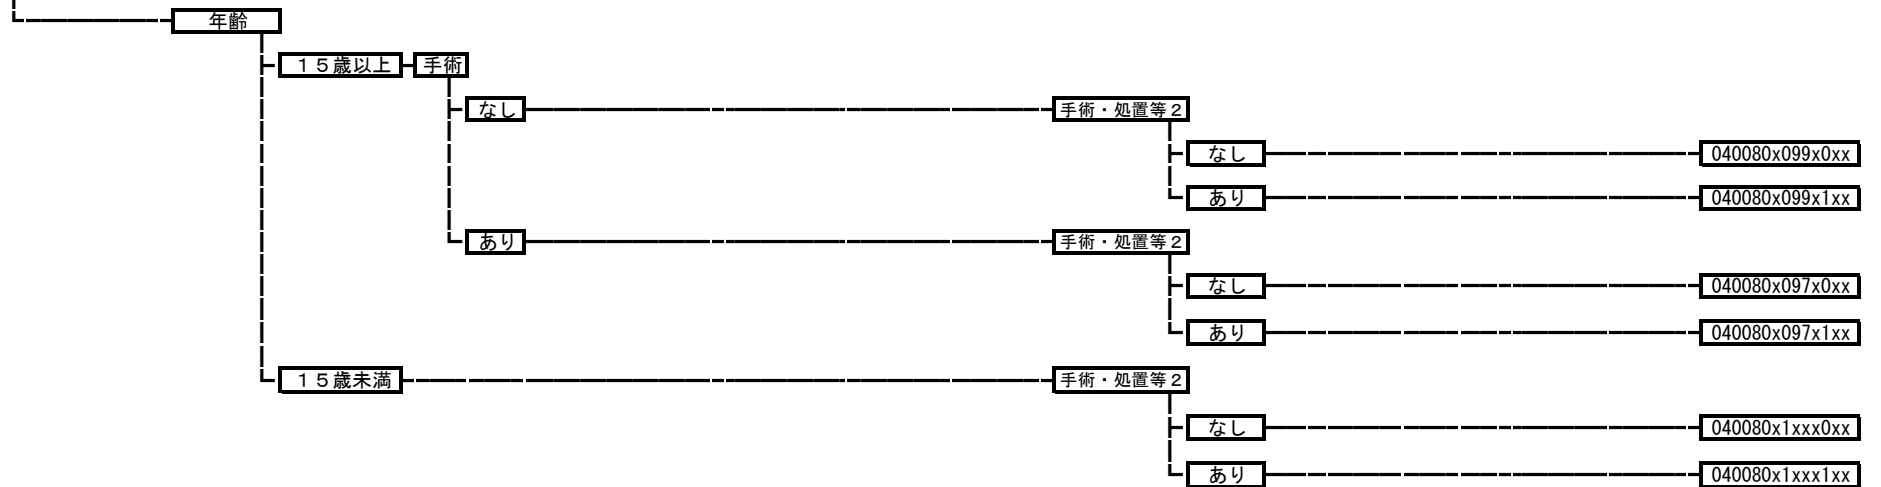 年齢
１５歳以上 手術
なし 手術・処置等２
なし 040080x099x0xx
あり 040080x099x1xx
あり 手術・処置等２
なし 040080x097x0xx
あり 040080x097x1xx
１５歳未満 手術・処置等２
なし 040080x1xxx0xx
あり 040080x1xxx1xx